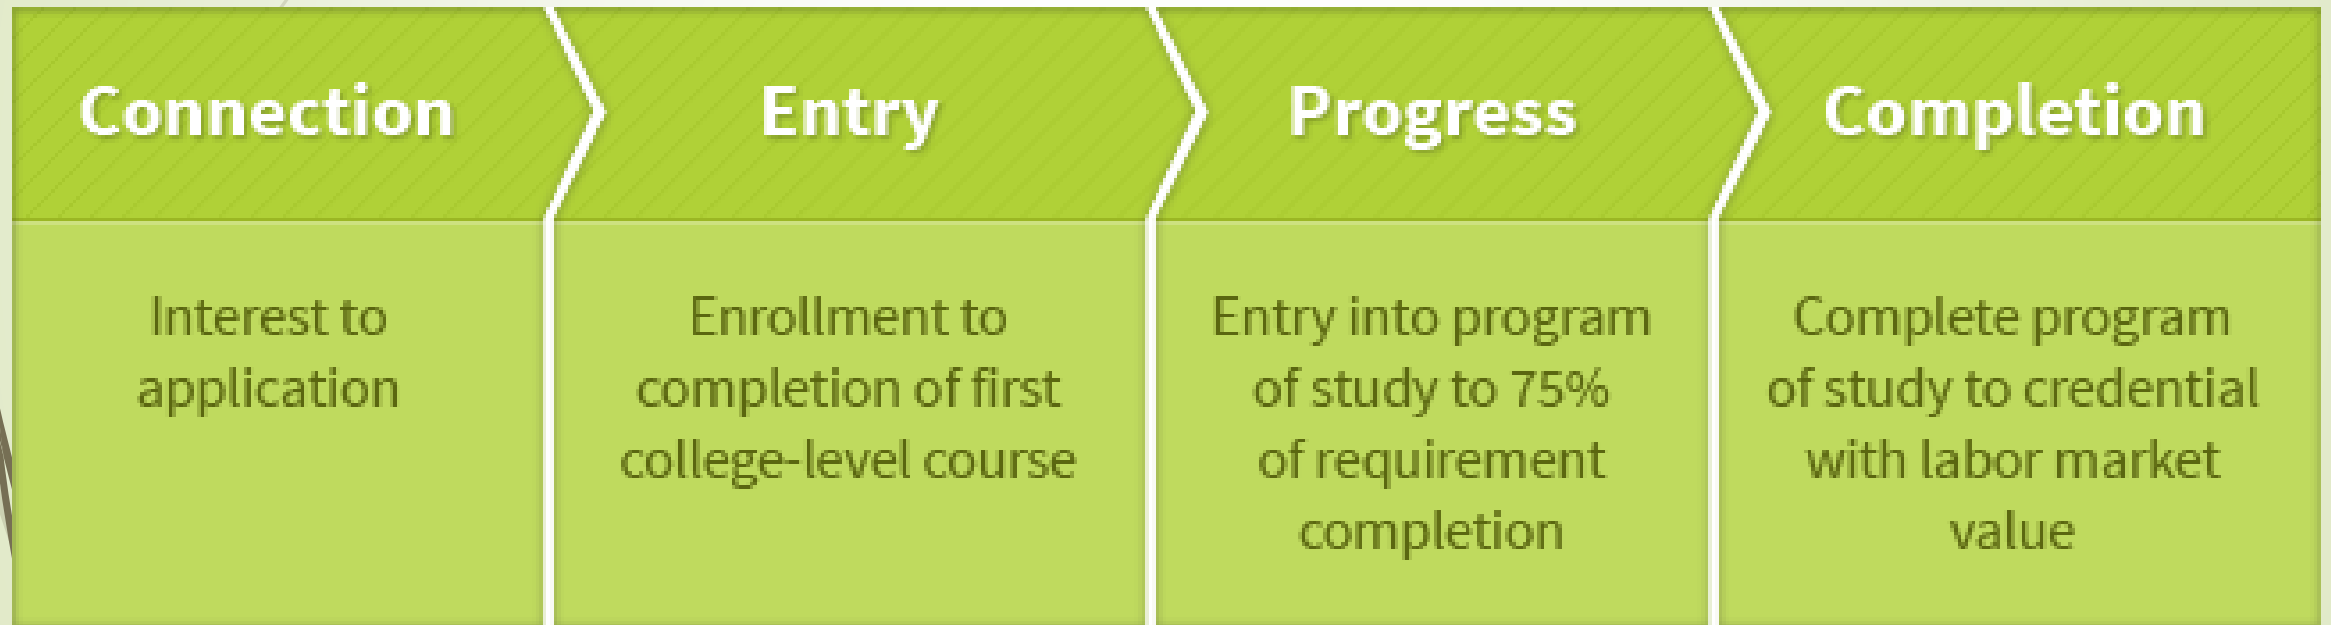 Connection
Interest to
application
Entry
Enrollment to
completion of first
college-level course
Progress
Entry into program
of study to 75%
of requirement
completion
Completion
Complete program
of study to credential
with labor market
value